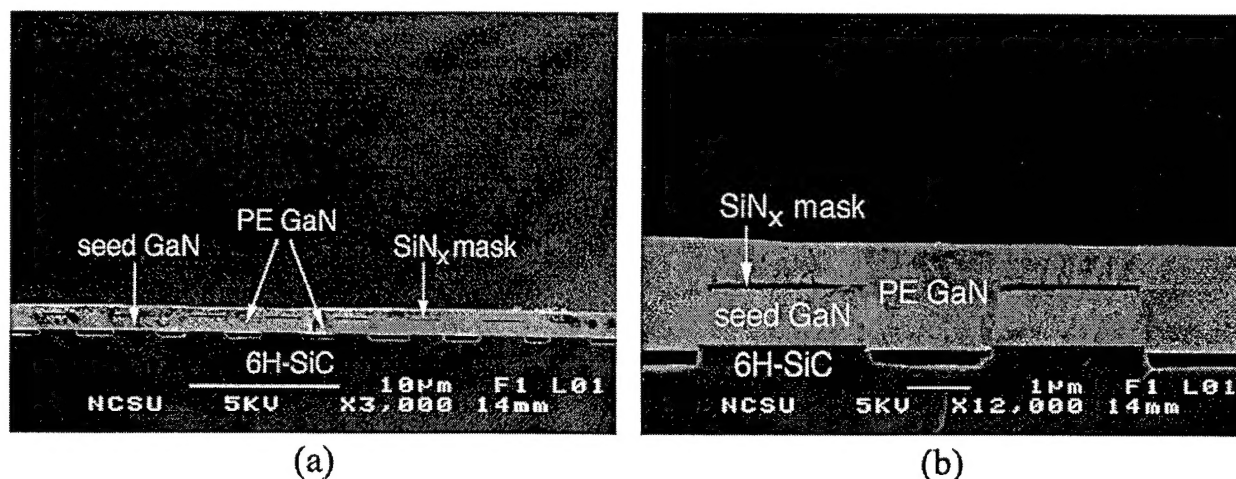 PE GaN
seed GaN
SiNx mask
6H-SiC
10µm F1 L01
NCSU 5KV X3,000 14mm
(a)
SiNx mask
PE GaN
seed GaN
6H-SiC
1µm F1 L01
NCSU 5KV X12,000 14mm
(b)